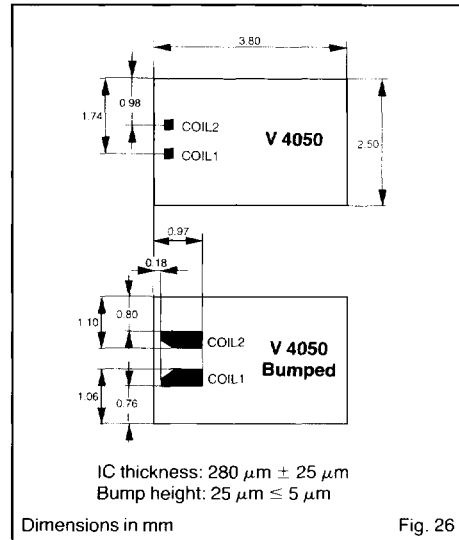 3.80
0.98
1.74
COIL2
V 4050
COIL1
2.50
0.97
0.18
0.80
1.10
COIL2
V 4050
Bumped
COIL1
1.06
0.76
IC thickness: 280 μm ± 25 μm
Bump height: 25 μm ≤ 5 μm
Dimensions in mm
Fig. 26